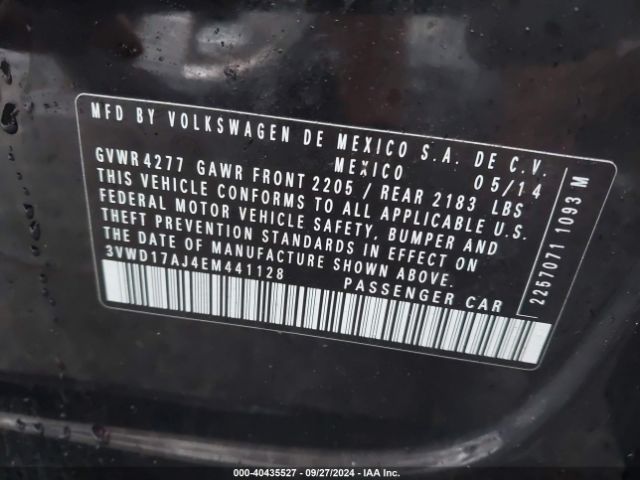 MFD BY VOLKSWAGEN DE MEXICO S.A. DE C.V.
MEXICO 05/14
GVWR4277 GAWR FRONT 2205 / REAR 2183 LBS
THIS VEHICLE CONFORMS TO ALL APPLICABLE U.S.
FEDERAL MOTOR VEHICLE SAFETY, BUMPER AND
THEFT PREVENTION STANDARDS IN EFFECT ON
THE DATE OF MANUFACTURE SHOWN ABOVE.
3VWD17AJ4EM441128 PASSENGER CAR
2257071 1093 M
000-40435527 - 09/27/2024 - IAA Inc.